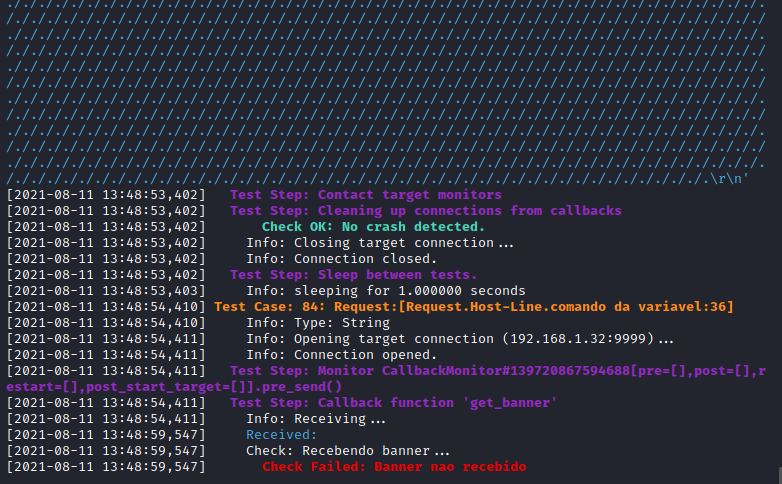 ./././././././././././././././././././././././././././././././././././././././././././././././.
/././././././././././././././././././././././././././././././././././././././././././././././
./././././././././././././././././././././././././././././././././././././././././././././././.
/././././././././././././././././././././././././././././././././././././././././././././././
./././././././././././././././././././././././././././././././././././././././././././././././.
/././././././././././././././././././././././././././././././././././././././././././././././
./././././././././././././././././././././././././././././././././././././././././././././././.
/././././././././././././././././././././././././././././././././././././././././././././././
./././././././././././././././././././././././././././././././././././././././././././././././.
/././././././././././././././././././././././././././././././././././././././././././././././
./././././././././././././././././././././././././././././././././././././././././././././././.
/./././././././././././././././././././././././././././././././././././././././././././.\r\n'
[2021-08-11 13:48:53,402]   Test Step: Contact target monitors
[2021-08-11 13:48:53,402]   Test Step: Cleaning up connections from callbacks
[2021-08-11 13:48:53,402]       Check OK: No crash detected.
[2021-08-11 13:48:53,402]     Info: Closing target connection...
[2021-08-11 13:48:53,402]     Info: Connection closed.
[2021-08-11 13:48:53,402]   Test Step: Sleep between tests.
[2021-08-11 13:48:53,403]     Info: sleeping for 1.000000 seconds
[2021-08-11 13:48:54,410] Test Case: 84: Request:[Request.Host-Line.comando da variavel:36]
[2021-08-11 13:48:54,410]     Info: Type: String
[2021-08-11 13:48:54,411]     Info: Opening target connection (192.168.1.32:9999)...
[2021-08-11 13:48:54,411]     Info: Connection opened.
[2021-08-11 13:48:54,411]   Test Step: Monitor CallbackMonitor#139720867594688[pre=[],post=[],r
estart=[],post_start_target=[]].pre_send()
[2021-08-11 13:48:54,411]   Test Step: Callback function 'get_banner'
[2021-08-11 13:48:54,411]     Info: Receiving...
[2021-08-11 13:48:59,547]     Received:
[2021-08-11 13:48:59,547]     Check: Recebendo banner...
[2021-08-11 13:48:59,547]       Check Failed: Banner nao recebido